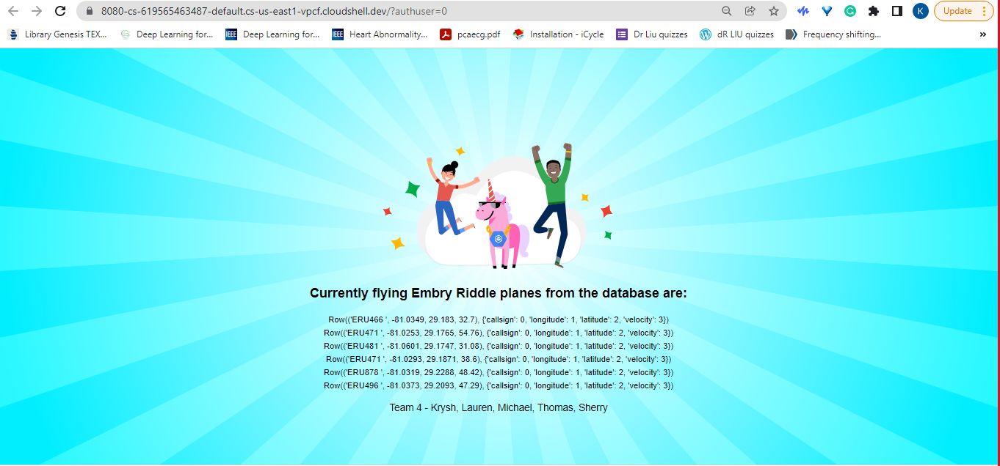 8080-cs-619565463487-default.cs-us-east1-vpcf.cloudshell.dev/?authuser=0
K
Update
Library Genesis TEX...
Deep Learning for...
IEEE
Deep Learning for...
IEEE
Heart Abnormality...
pcaecg.pdf
Installation - iCycle
Dr Liu quizzes
dR LIU quizzes
Frequency shifting...
»
Currently flying Embry Riddle planes from the database are:
Row(('ERU466 ', -81.0349, 29.183, 32.7), {'callsign': 0, 'longitude': 1, 'latitude': 2, 'velocity': 3})
Row(('ERU471 ', -81.0253, 29.1765, 54.76), {'callsign': 0, 'longitude': 1, 'latitude': 2, 'velocity': 3})
Row(('ERU481 ', -81.0601, 29.1747, 31.08), {'callsign': 0, 'longitude': 1, 'latitude': 2, 'velocity': 3})
Row(('ERU471 ', -81.0293, 29.1871, 38.6), {'callsign': 0, 'longitude': 1, 'latitude': 2, 'velocity': 3})
Row(('ERU878 ', -81.0319, 29.2288, 48.42), {'callsign': 0, 'longitude': 1, 'latitude': 2, 'velocity': 3})
Row(('ERU496 ', -81.0373, 29.2093, 47.29), {'callsign': 0, 'longitude': 1, 'latitude': 2, 'velocity': 3})
Team 4 - Krysh, Lauren, Michael, Thomas, Sherry